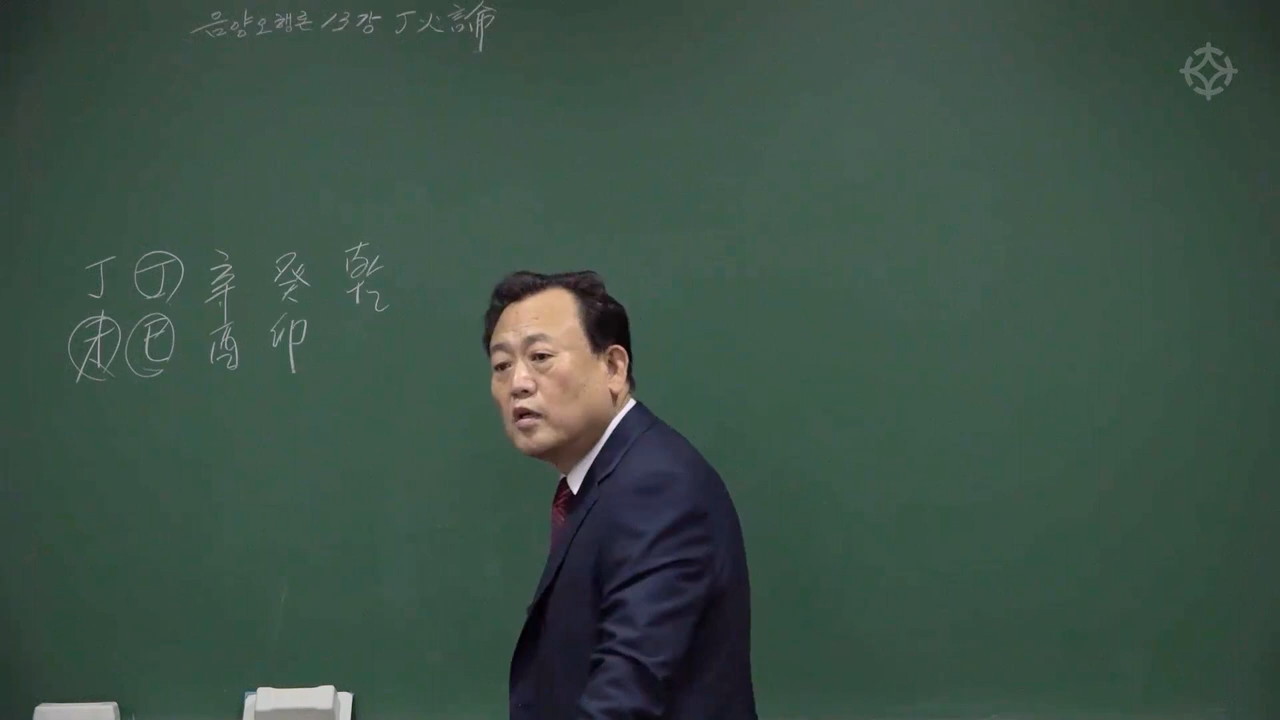 음양오행론 13강 丁火論
丁 丁 辛 癸 乾
未 巳 酉 卯